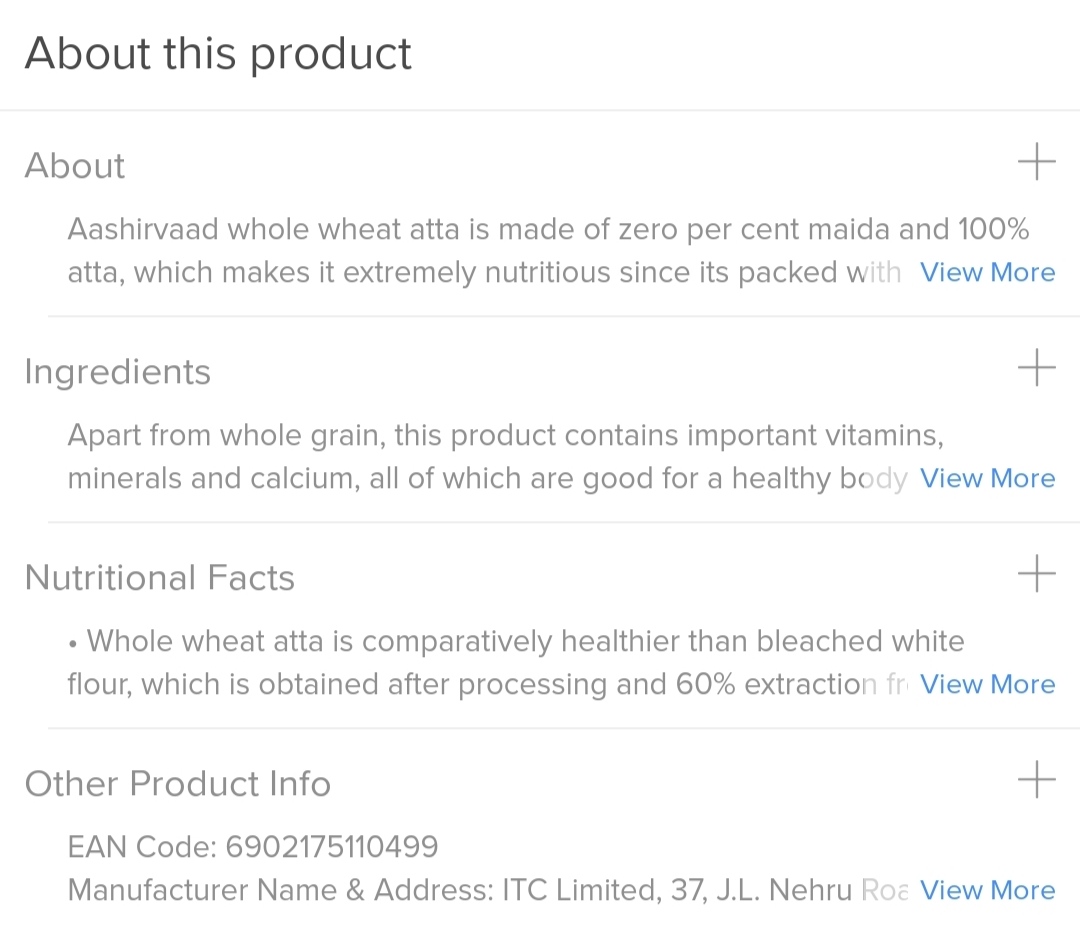 About this product
About
Aashirvaad whole wheat atta is made of zero per cent maida and 100%
atta, which makes it extremely nutritious since its packed with View More
Ingredients
Apart from whole grain, this product contains important vitamins,
minerals and calcium, all of which are good for a healthy body View More
Nutritional Facts
• Whole wheat atta is comparatively healthier than bleached white
flour, which is obtained after processing and 60% extraction View More
Other Product Info
EAN Code: 6902175110499
Manufacturer Name & Address: ITC Limited, 37, J.L. Nehru View More